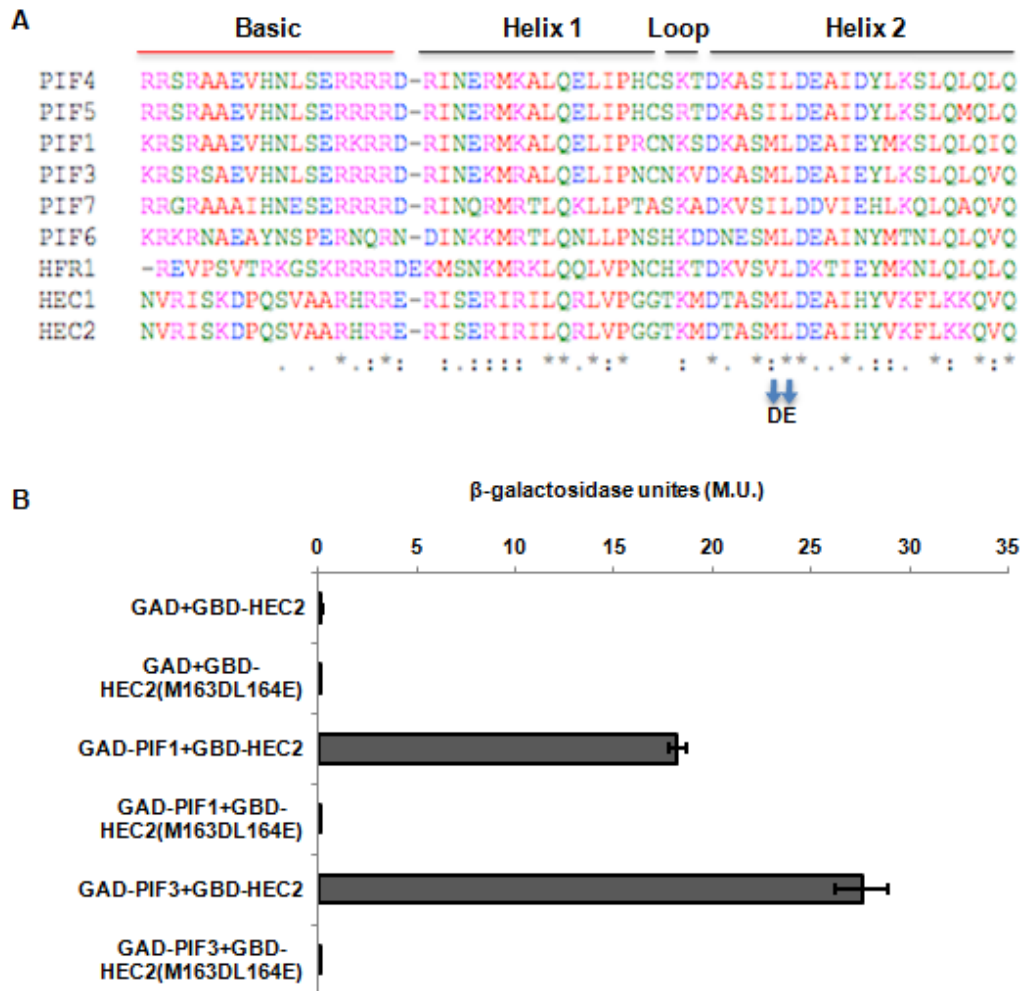 A
Basic Helix 1 Loop Helix 2
PIF4 RRSRAAEVHNLSERRRRD-RINERMKALQELIPHCSKTDKASILDEAIDYLKSLQLQLQ
PIF5 RRSRAAEVHNLSERRRRD-RINERMKALQELIPHCSRTDKASILDEAIDYLKSLQMQLQ
PIF1 KRSRAAEVHNLSERKRRD-RINERMKALQELIPRCNKSDKASMLDEAIEYMKSLQLQIQ
PIF3 KRSRSAEVHNLSERRRRD-RINEKMRALQELIPNCNKVDKASMLDEAIEYLKSLQLQVQ
PIF7 RRGRAAAIHNESERRRRD-RINQRMRTLQKLLPTASKADKVSILDDVIEHLKQLQAQVQ
PIF6 KRKRNAEAYNSPERNQRN-DINKKMRTLQNLLPNSHKDDNESMLDEAINYMTNLQLQVQ
HFR1 -REVPSVTRKGSKRRRRDEKMSNKMRKLQQLVPNCHKTDKVSVLDKTIEYMKNLQLQLQ
HEC1 NVRISKDPQSVAARHRRE-RISERIRILQRLVPGGTKMDTASMLDEAIHYVKFLKKQVQ
HEC2 NVRISKDPQSVAARHRRE-RISERIRILQRLVPGGTKMDTASMLDEAIHYVKFLKKQVQ
. . *.:*: :.:::: **.*:* : *. *:**..*.::. *: *:*
DE
B
β-galactosidase unites (M.U.)
0 5 10 15 20 25 30 35
GAD+GBD-HEC2
GAD+GBD-
HEC2(M163DL164E)
GAD-PIF1+GBD-HEC2
GAD-PIF1+GBD-
HEC2(M163DL164E)
GAD-PIF3+GBD-HEC2
GAD-PIF3+GBD-
HEC2(M163DL164E)